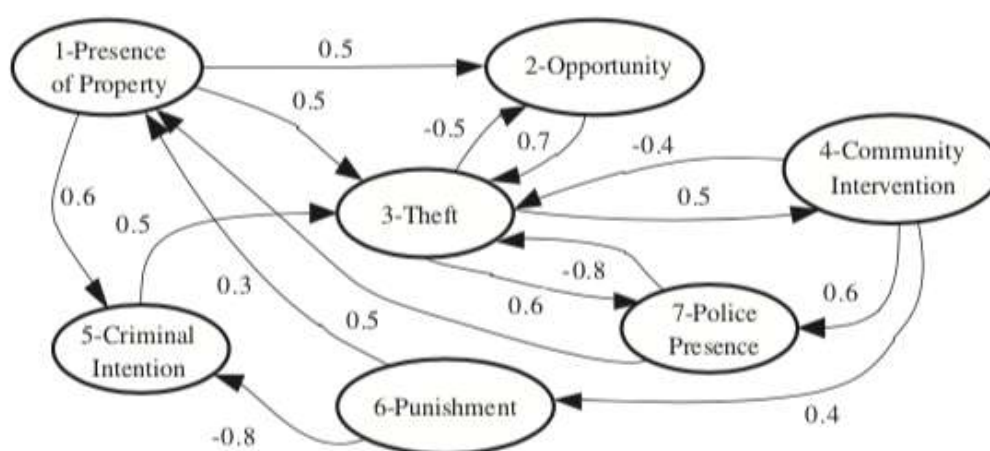 1-Presence
of Property
0.5
2-Opportunity
0.5
-0.5
0.7
-0.4
4-Community
Intervention
0.6
0.5
3-Theft
0.5
-0.8
0.3
0.5
0.6
0.6
7-Police
Presence
5-Criminal
Intention
6-Punishment
0.4
-0.8